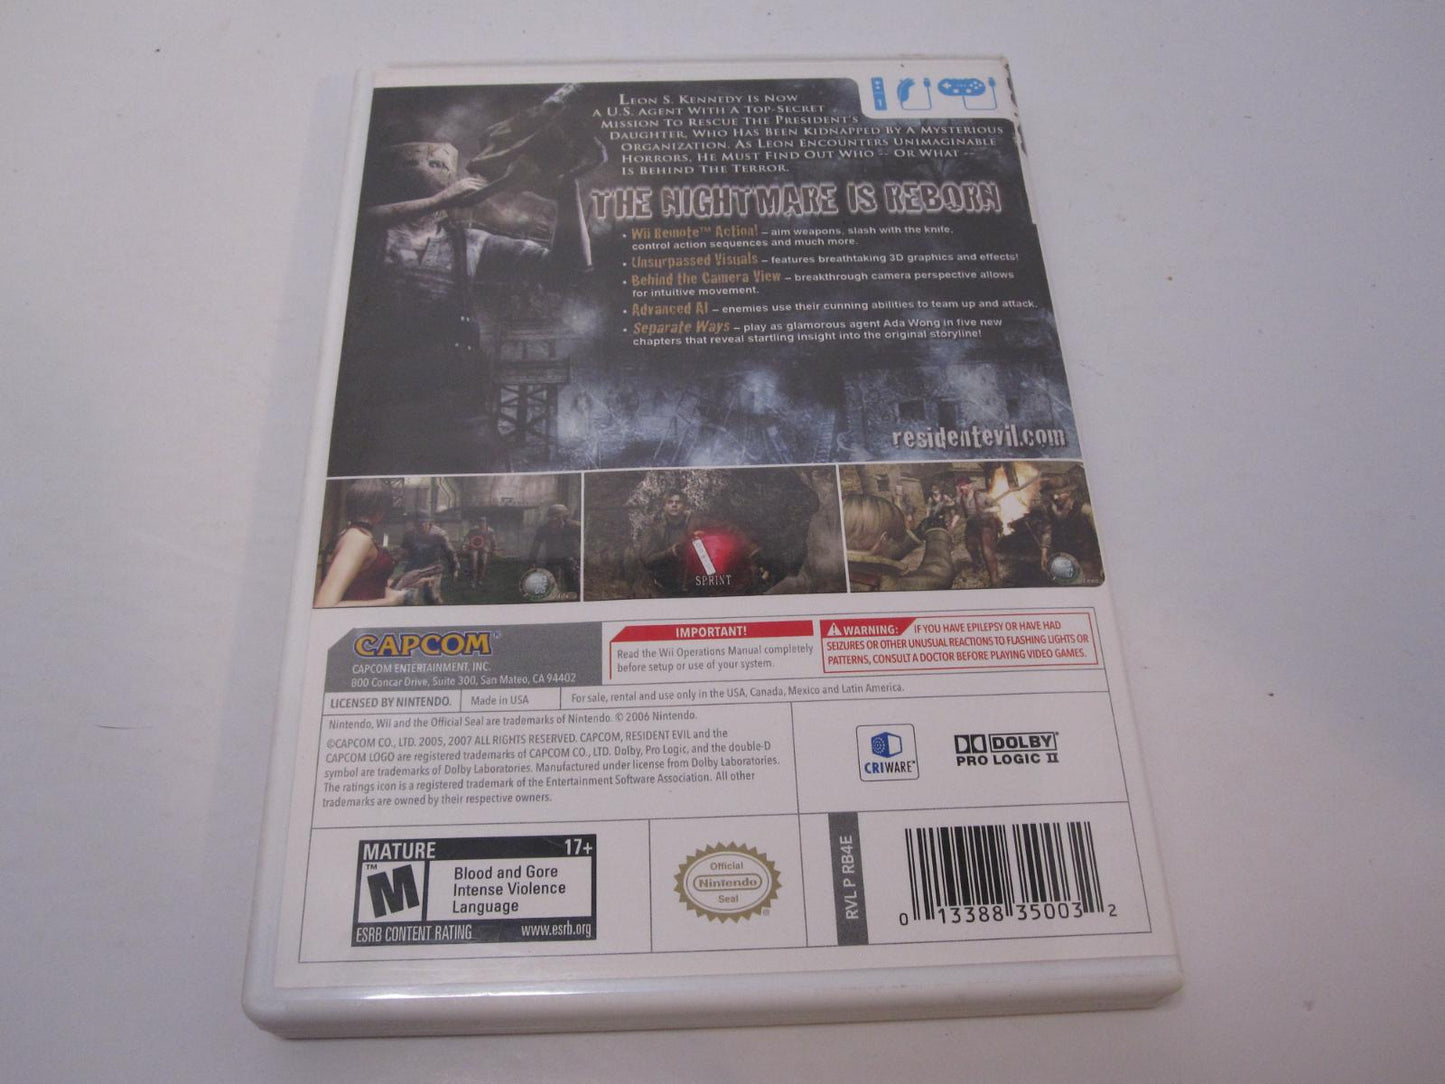 Leon S. Kennedy Is Now
a U.S. Agent With a Top-Secret
Mission To Rescue The President's
Daughter, Who Has Been Kidnapped By A Mysterious
Organization. As Leon Encounters Unimaginable
Horrors, He Must Find Out Who -- Or What --
Is Behind The Terror.
THE NIGHTMARE IS REBORN
• Wii Remote™ Action! – aim weapons, slash with the knife,
control action sequences and much more.
• Unsurpassed Visuals – features breathtaking 3D graphics and effects!
• Behind the Camera View – breakthrough camera perspective allows
for intuitive movement.
• Advanced AI – enemies use their cunning abilities to team up and attack.
• Separate Ways – play as glamorous agent Ada Wong in five new
chapters that reveal startling insight into the original storyline!
residentevil.com
SPRINT
CAPCOM®
CAPCOM ENTERTAINMENT, INC.
800 Concar Drive, Suite 300, San Mateo, CA 94402
IMPORTANT!
Read the Wii Operations Manual completely
before setup or use of your system.
WARNING: IF YOU HAVE EPILEPSY OR HAVE HAD
SEIZURES OR OTHER UNUSUAL REACTIONS TO FLASHING LIGHTS OR
PATTERNS, CONSULT A DOCTOR BEFORE PLAYING VIDEO GAMES.
LICENSED BY NINTENDO.
Made in USA
For sale, rental and use only in the USA, Canada, Mexico and Latin America.
Nintendo, Wii and the Official Seal are trademarks of Nintendo. © 2006 Nintendo.
©CAPCOM CO., LTD. 2005, 2007 ALL RIGHTS RESERVED. CAPCOM, RESIDENT EVIL and the
CAPCOM LOGO are registered trademarks of CAPCOM CO., LTD. Dolby, Pro Logic, and the double-D
symbol are trademarks of Dolby Laboratories. Manufactured under license from Dolby Laboratories.
The ratings icon is a registered trademark of the Entertainment Software Association. All other
trademarks are owned by their respective owners.
CRIWARE™
DOLBY
PRO LOGIC II
MATURE 17+
M™
Blood and Gore
Intense Violence
Language
ESRB CONTENT RATING www.esrb.org
Official
Nintendo
Seal
®
RVL P RB4E
0 13388 35003 2